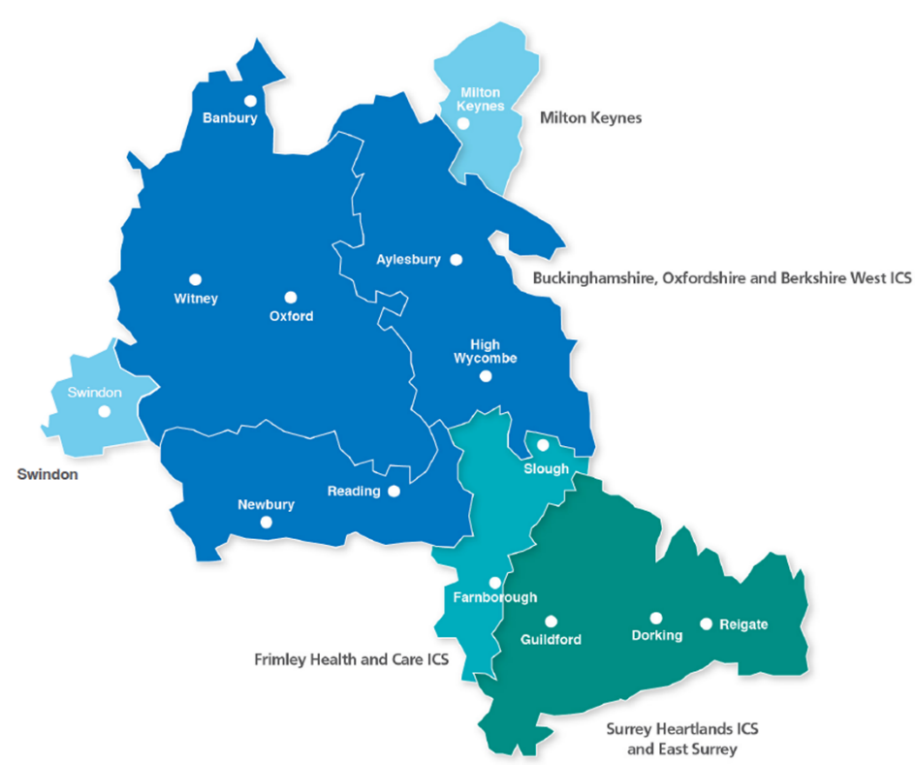 Milton
Keynes
Milton Keynes
Banbury
Aylesbury
Buckinghamshire, Oxfordshire and Berkshire West ICS
Witney
Oxford
High
Wycombe
Swindon
Swindon
Slough
Reading
Newbury
Farnborough
Guildford
Dorking
Reigate
Frimley Health and Care ICS
Surrey Heartlands ICS
and East Surrey